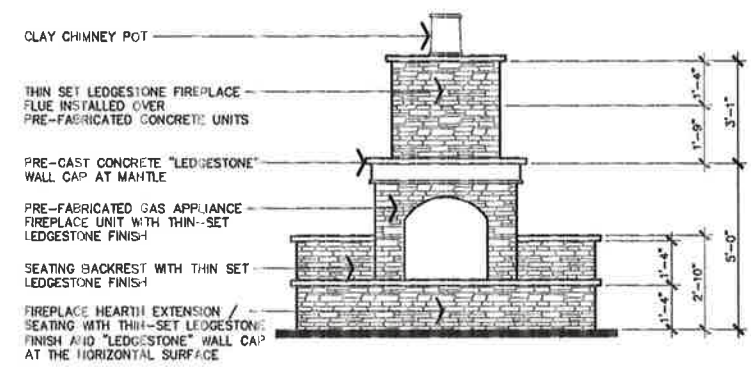 CLAY CHIMNEY POT
THIN SET LEDGESTONE FIREPLACE
FLUE INSTALLED OVER
PRE-FABRICATED CONCRETE UNITS
PRE-CAST CONCRETE "LEDGESTONE"
WALL CAP AT MANTLE
PRE-FABRICATED GAS APPLIANCE
FIREPLACE UNIT WITH THIN-SET
LEDGESTONE FINISH
SEATING BACKREST WITH THIN SET
LEDGESTONE FINISH
FIREPLACE HEARTH EXTENSION /
SEATING WITH THIN-SET LEDGESTONE
FINISH AND "LEDGESTONE" WALL CAP
AT THE HORIZONTAL SURFACE
1'-4"
1'-9"
3'-1"
1'-4"
1'-4"
2'-10"
5'-0"